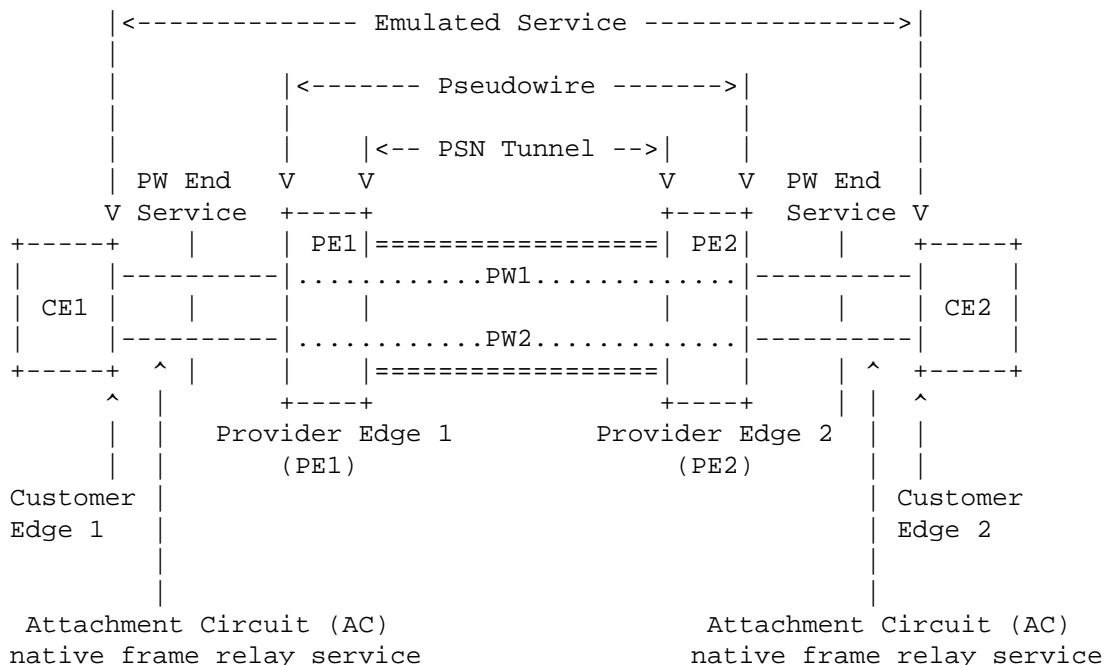 Emulated Service
Pseudowire
PSN Tunnel
PW End V V V V PW End
V Service Service V
PE1 PE2
PW1
CE1 CE2
PW2
Provider Edge 1 Provider Edge 2
(PE1) (PE2)
Customer Customer
Edge 1 Edge 2
Attachment Circuit (AC) Attachment Circuit (AC)
native frame relay service native frame relay service